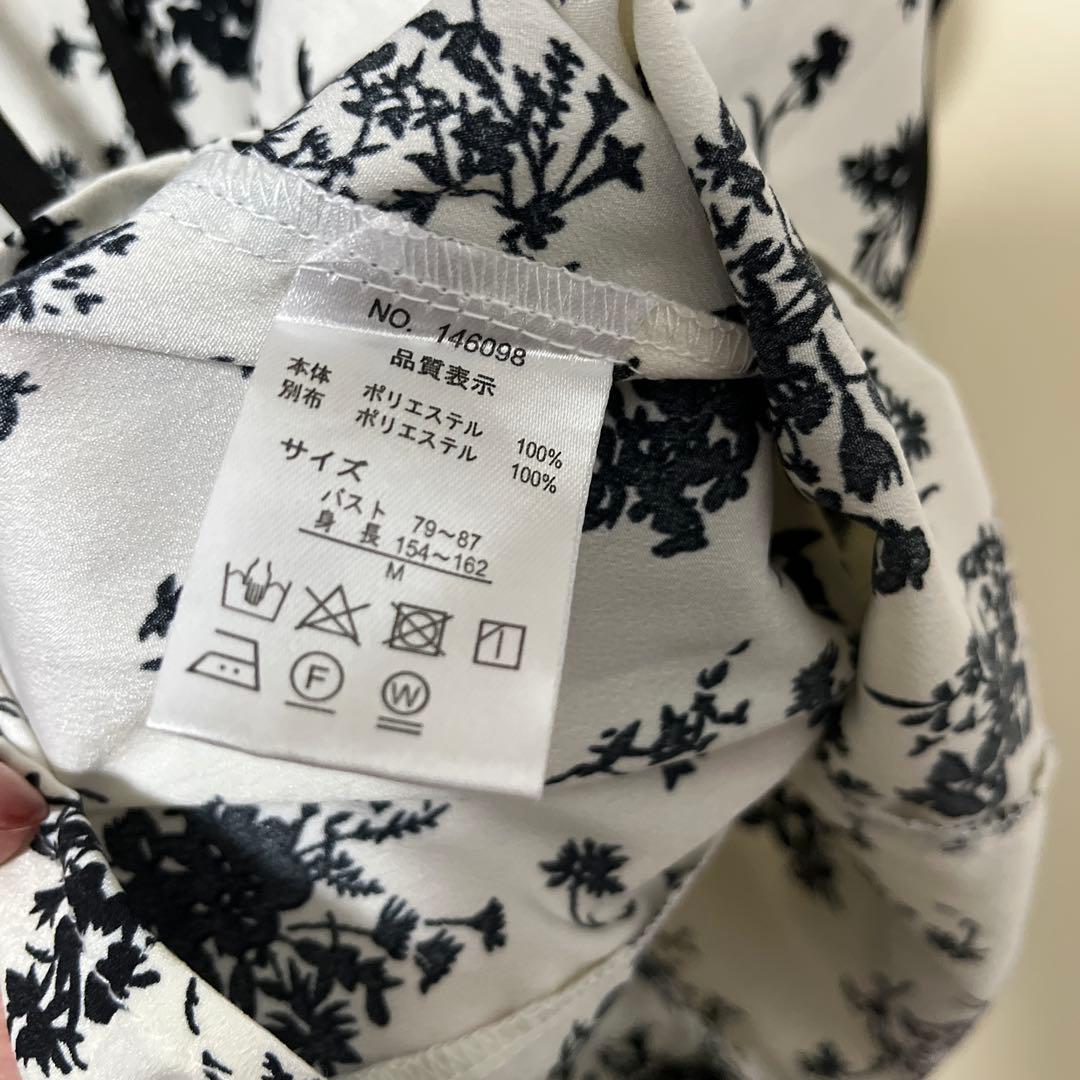 NO. 146098
品質表示
本体 ポリエステル 100%
別布 ポリエステル 100%
サイズ
バスト 79～87
身長 154～162
M
F
W